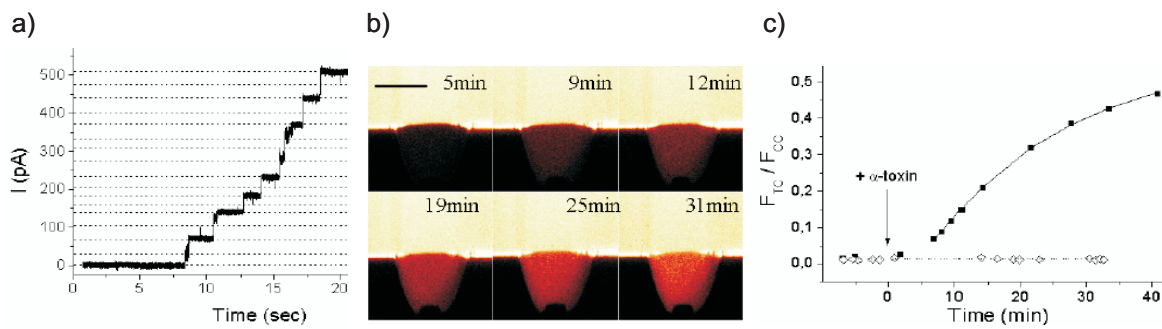 a)
500
400
300
200
100
0
I (pA)
0
5
10
15
20
Time (sec)
b)
5min
9min
12min
19min
25min
31min
c)
0,5
0,4
0,3
0,2
0,1
0,0
F_TC / F_CC
+ α-toxin
0
10
20
30
40
Time (min)